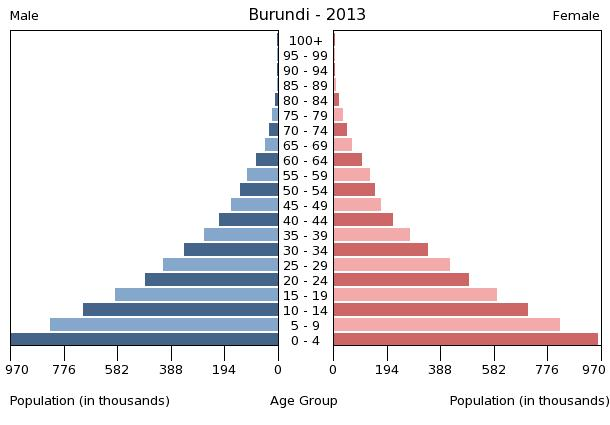 Burundi - 2013
Male
Female
100+
95 - 99
90 - 94
85 - 89
80 - 84
75 - 79
70 - 74
65 - 69
60 - 64
55 - 59
50 - 54
45 - 49
40 - 44
35 - 39
30 - 34
25 - 29
20 - 24
15 - 19
10 - 14
5 - 9
0 - 4
970 776 582 388 194 0 0 194 388 582 776 970
Population (in thousands) Age Group Population (in thousands)